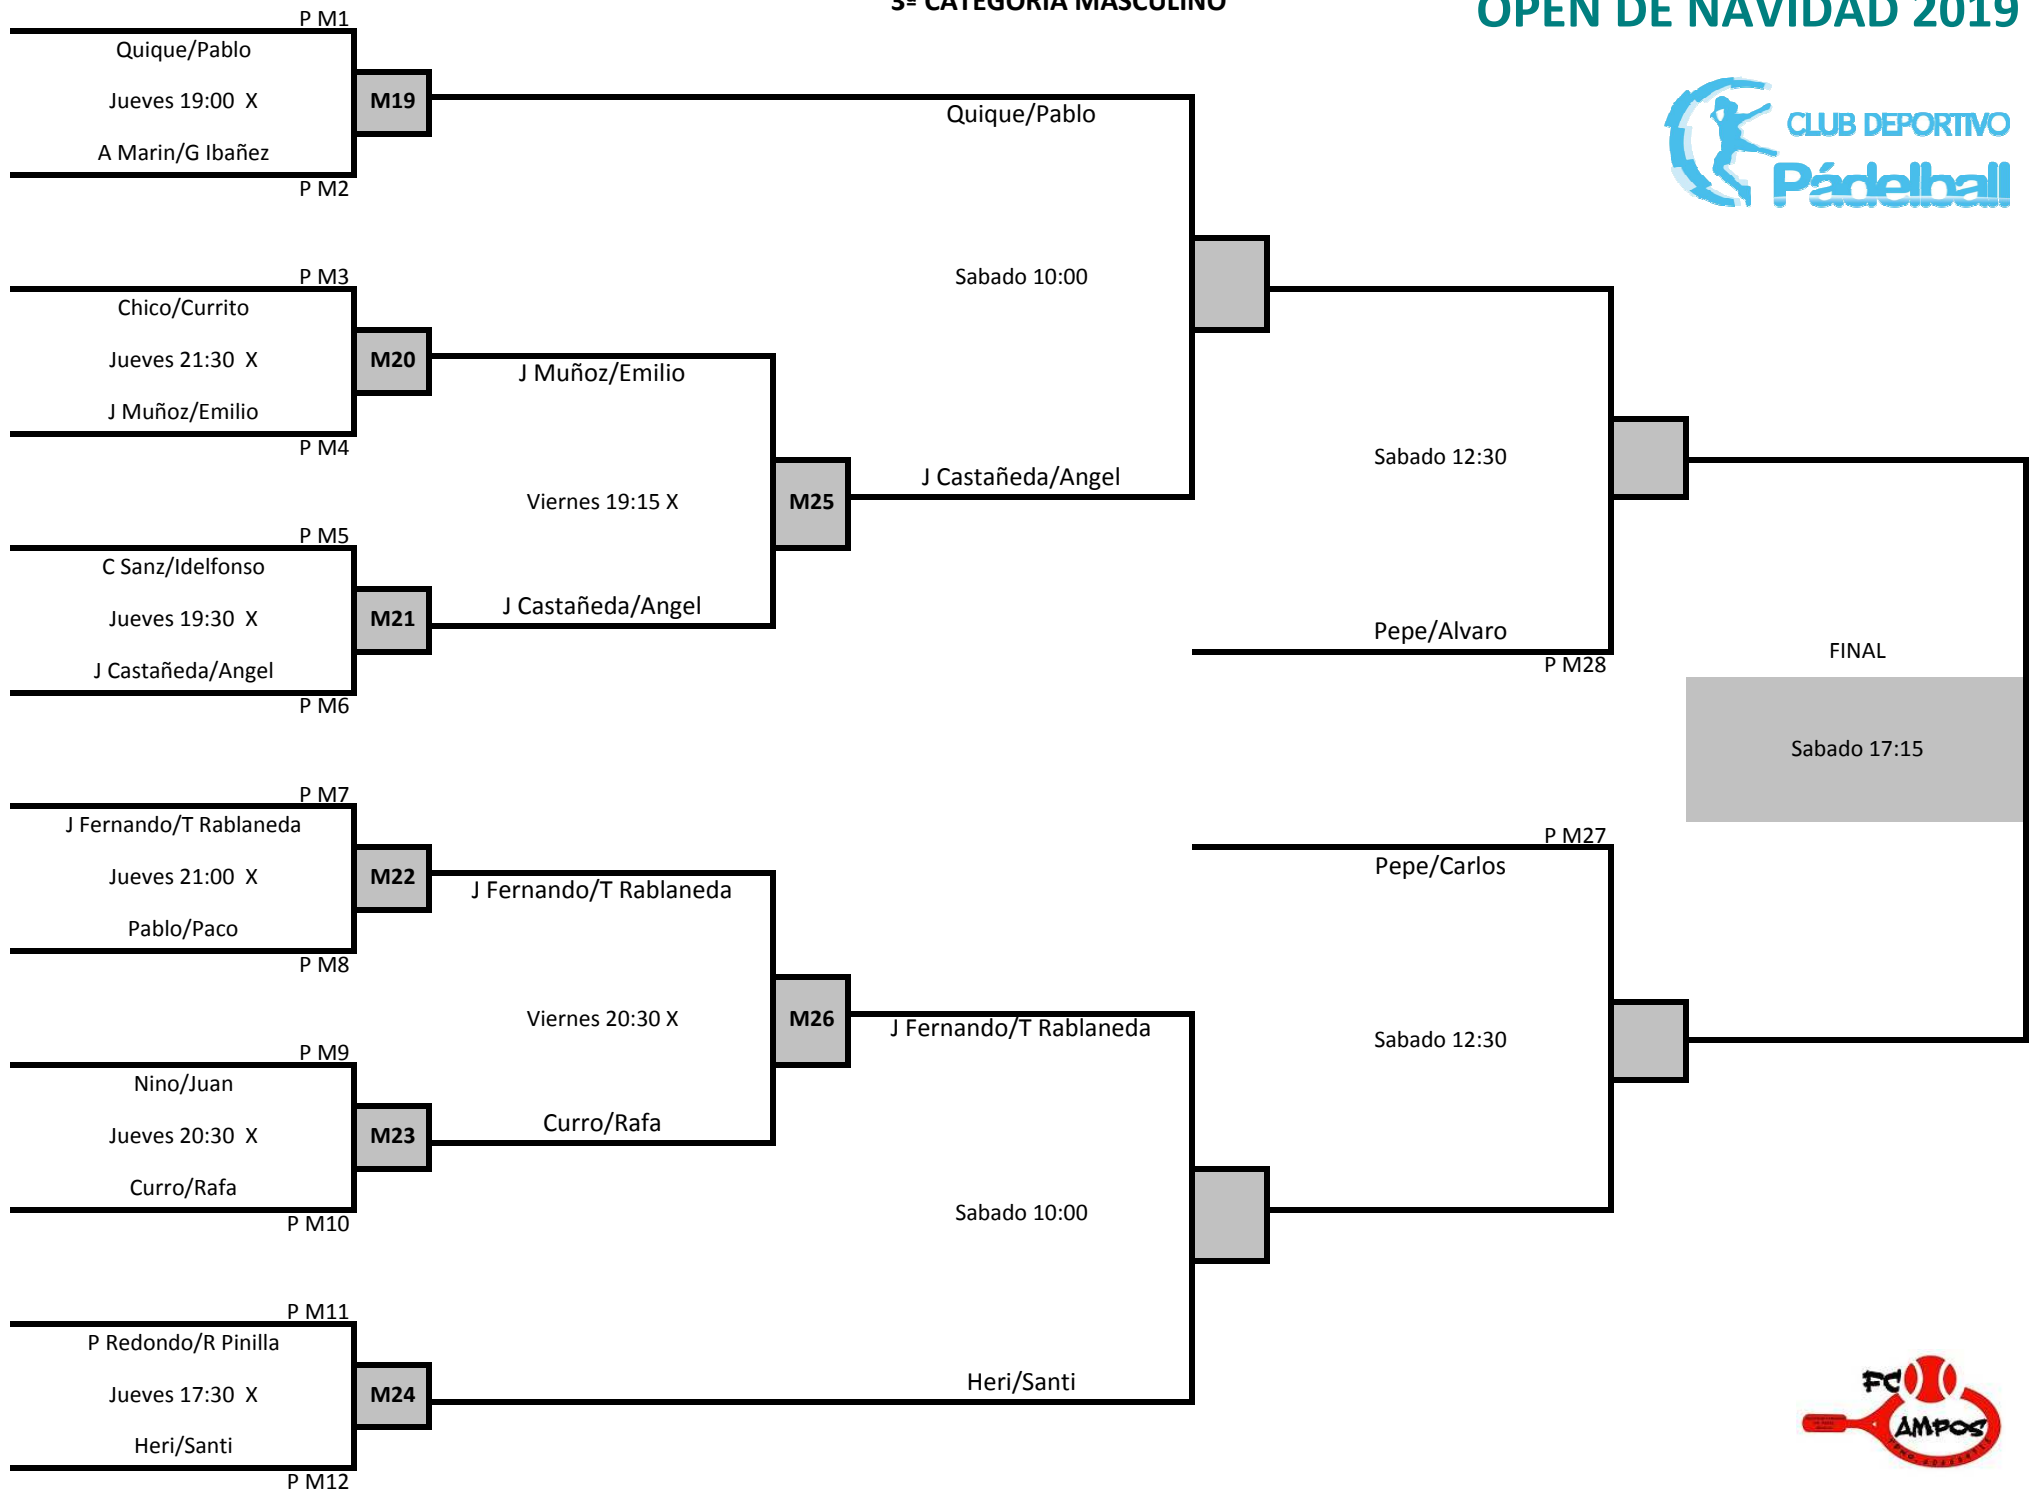 3ª CATEGORIA MASCULINO
OPEN DE NAVIDAD 2019
CLUB DEPORTIVO
Pádelball
P M1
Quique/Pablo
Jueves 19:00 X
M19
A Marin/G Ibañez
P M2
Quique/Pablo
Sabado 10:00
P M3
Chico/Currito
Jueves 21:30 X
M20
J Muñoz/Emilio
P M4
J Muñoz/Emilio
Viernes 19:15 X
M25
J Castañeda/Angel
Sabado 12:30
P M5
C Sanz/Idelfonso
Jueves 19:30 X
M21
J Castañeda/Angel
P M6
J Castañeda/Angel
Pepe/Alvaro
P M28
FINAL
Sabado 17:15
P M7
J Fernando/T Rablaneda
Jueves 21:00 X
M22
Pablo/Paco
P M8
J Fernando/T Rablaneda
Viernes 20:30 X
M26
J Fernando/T Rablaneda
P M27
Pepe/Carlos
Sabado 12:30
P M9
Nino/Juan
Jueves 20:30 X
M23
Curro/Rafa
P M10
Curro/Rafa
Sabado 10:00
P M11
P Redondo/R Pinilla
Jueves 17:30 X
M24
Heri/Santi
P M12
Heri/Santi
FC
AMPOS